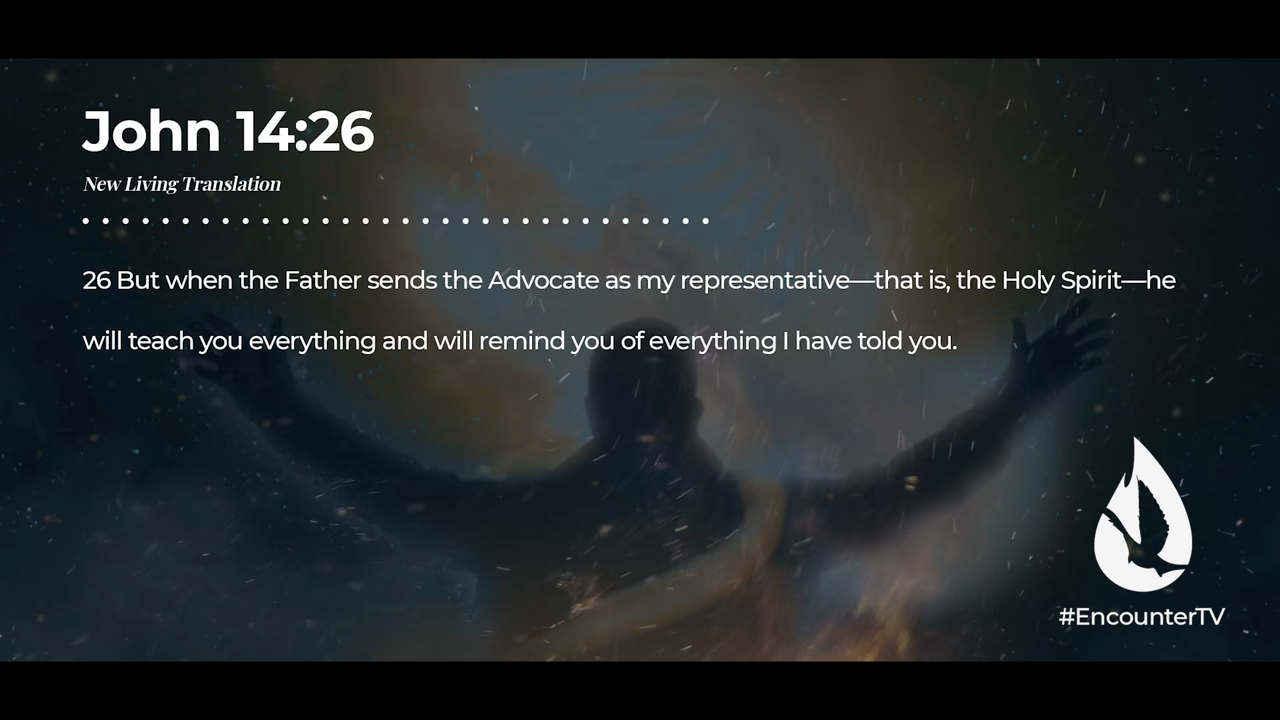 John 14:26
New Living Translation
26 But when the Father sends the Advocate as my representative—that is, the Holy Spirit—he
will teach you everything and will remind you of everything I have told you.
#EncounterTV